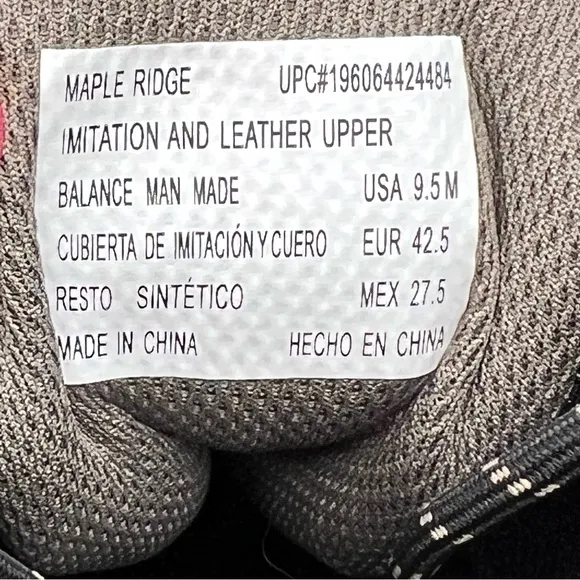 MAPLE RIDGE UPC#196064424484
IMITATION AND LEATHER UPPER
BALANCE MAN MADE USA 9.5 M
CUBIERTA DE IMITACIÓN Y CUERO EUR 42.5
RESTO SINTÉTICO MEX 27.5
MADE IN CHINA HECHO EN CHINA